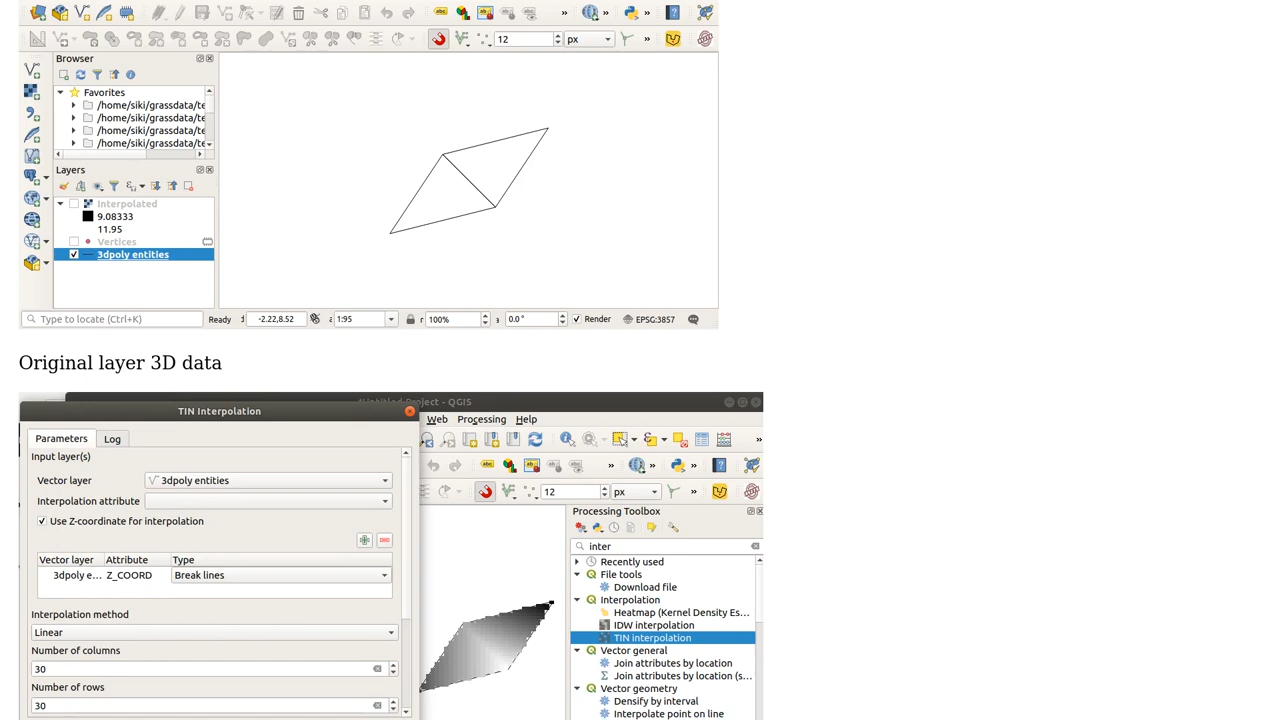 12
px
Browser
Favorites
/home/siki/grassdata/te
/home/siki/grassdata/te
/home/siki/grassdata/te
/home/siki/grassdata/te
Layers
Interpolated
9.08333
11.95
Vertices
3dpoly entities
Type to locate (Ctrl+K)
Ready
-2.22,8.52
1:95
100%
0.0 °
Render
EPSG:3857
Original layer 3D data
*Untitled Project - QGIS
TIN Interpolation
Web Processing Help
Parameters Log
Input layer(s)
Vector layer 3dpoly entities
12 px
Interpolation attribute
Processing Toolbox
Use Z-coordinate for interpolation
inter
Vector layer Attribute Type
Recently used
3dpoly e... Z_COORD Break lines
File tools
Download file
Interpolation
Interpolation method
Heatmap (Kernel Density Es...
Linear
IDW interpolation
TIN interpolation
Number of columns
Vector general
30
Join attributes by location
Join attributes by location (s...
Number of rows
Vector geometry
30
Densify by interval
Interpolate point on line